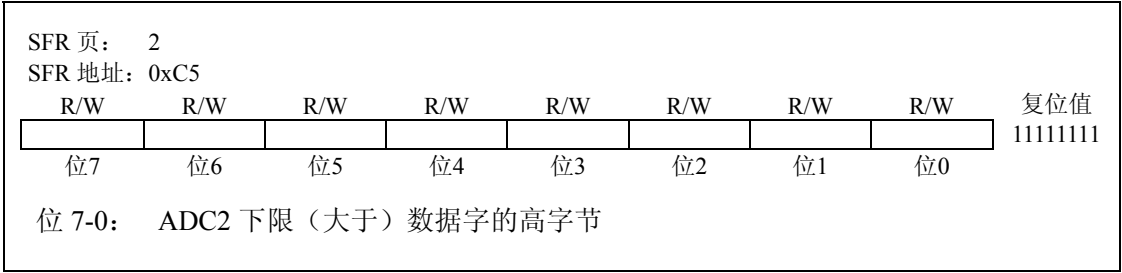 SFR 页： 2
SFR 地址：0xC5
R/W R/W R/W R/W R/W R/W R/W R/W 复位值
11111111
位7 位6 位5 位4 位3 位2 位1 位0
位 7-0： ADC2 下限（大于）数据字的高字节